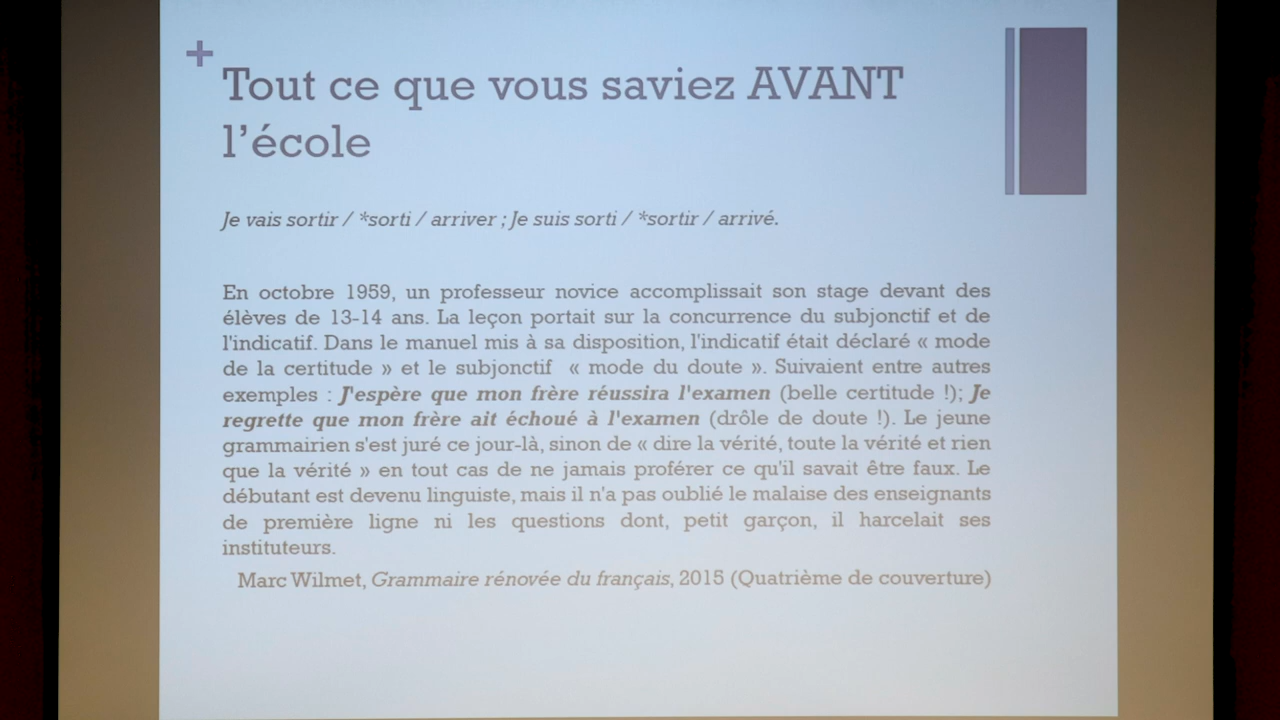 +
Tout ce que vous saviez AVANT
l'école
Je vais sortir / *sorti / arriver ; Je suis sorti / *sortir / arrivé.
En octobre 1959, un professeur novice accomplissait son stage devant des
élèves de 13-14 ans. La leçon portait sur la concurrence du subjonctif et de
l'indicatif. Dans le manuel mis à sa disposition, l'indicatif était déclaré « mode
de la certitude » et le subjonctif « mode du doute ». Suivaient entre autres
exemples : J'espère que mon frère réussira l'examen (belle certitude !); Je
regrette que mon frère ait échoué à l'examen (drôle de doute !). Le jeune
grammairien s'est juré ce jour-là, sinon de « dire la vérité, toute la vérité et rien
que la vérité » en tout cas de ne jamais proférer ce qu'il savait être faux. Le
débutant est devenu linguiste, mais il n'a pas oublié le malaise des enseignants
de première ligne ni les questions dont, petit garçon, il harcelait ses
instituteurs.
Marc Wilmet, Grammaire rénovée du français, 2015 (Quatrième de couverture)